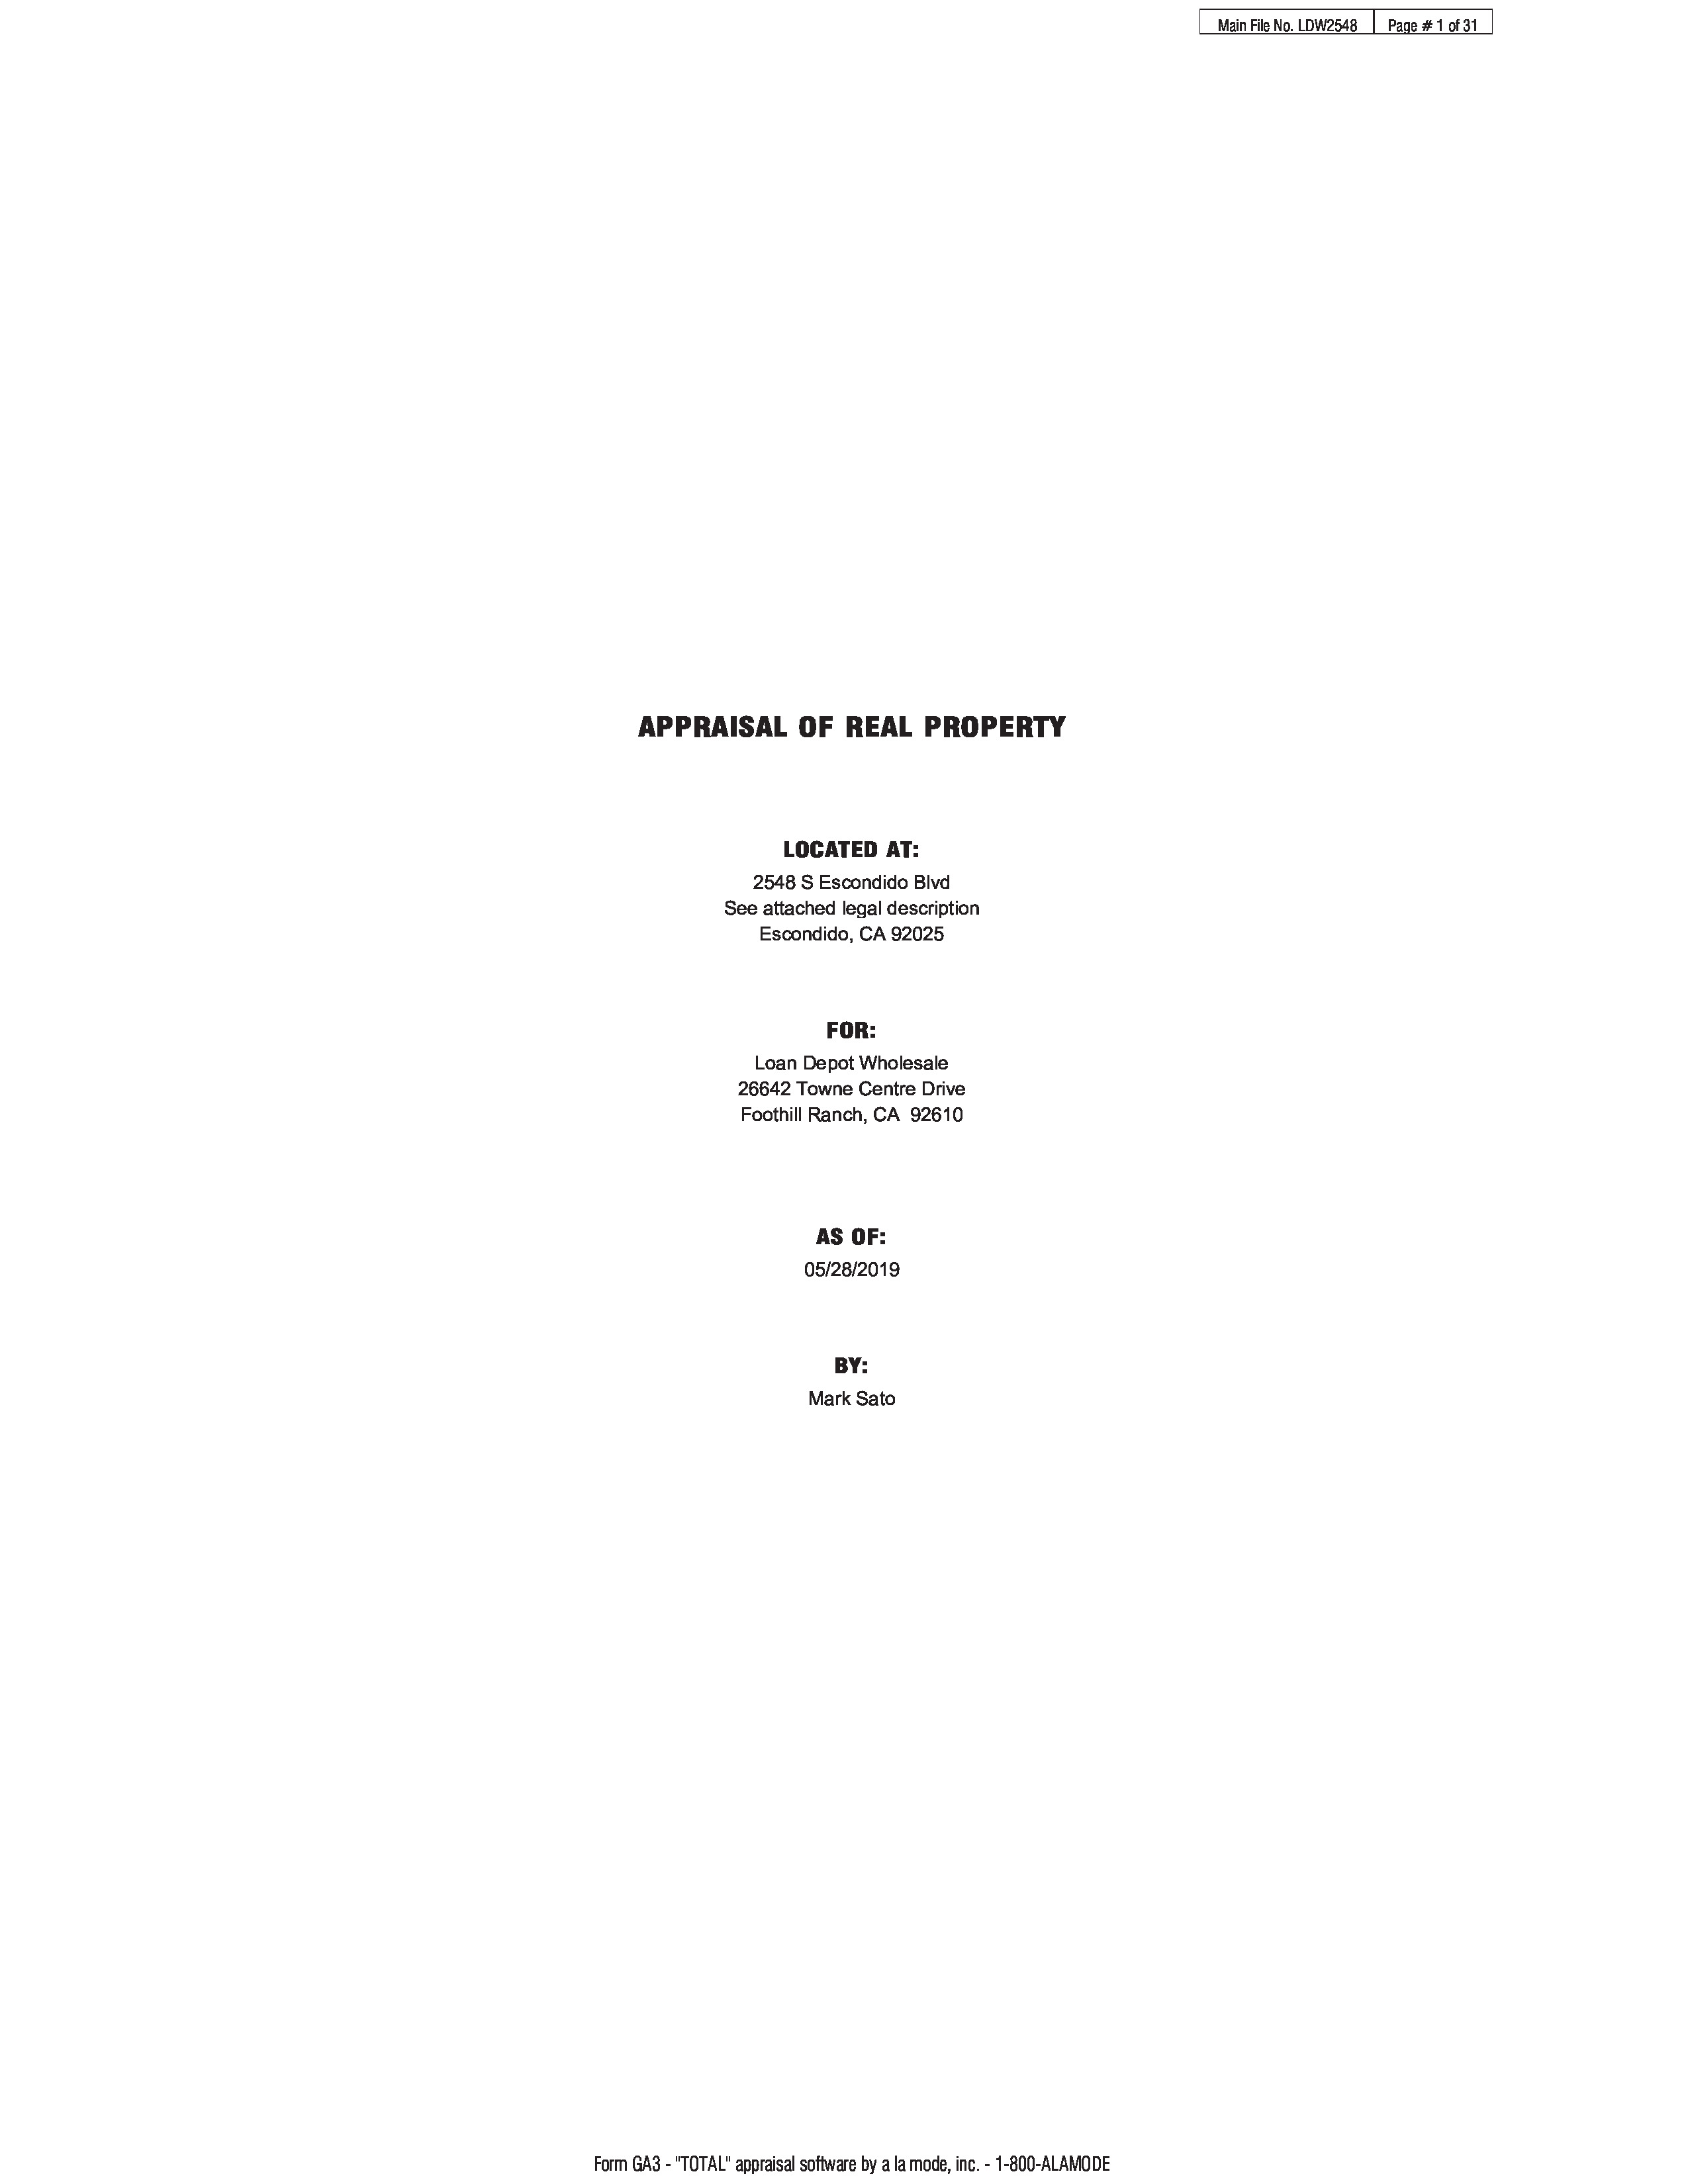 Main File No. LDW2548 Page # 1 of 31
APPRAISAL OF REAL PROPERTY
LOCATED AT:
2548 S Escondido Blvd
See attached legal description
Escondido, CA 92025
FOR:
Loan Depot Wholesale
26642 Towne Centre Drive
Foothill Ranch, CA 92610
AS OF:
05/28/2019
BY:
Mark Sato
Form GA3 - "TOTAL" appraisal software by a la mode, inc. - 1-800-ALAMODE